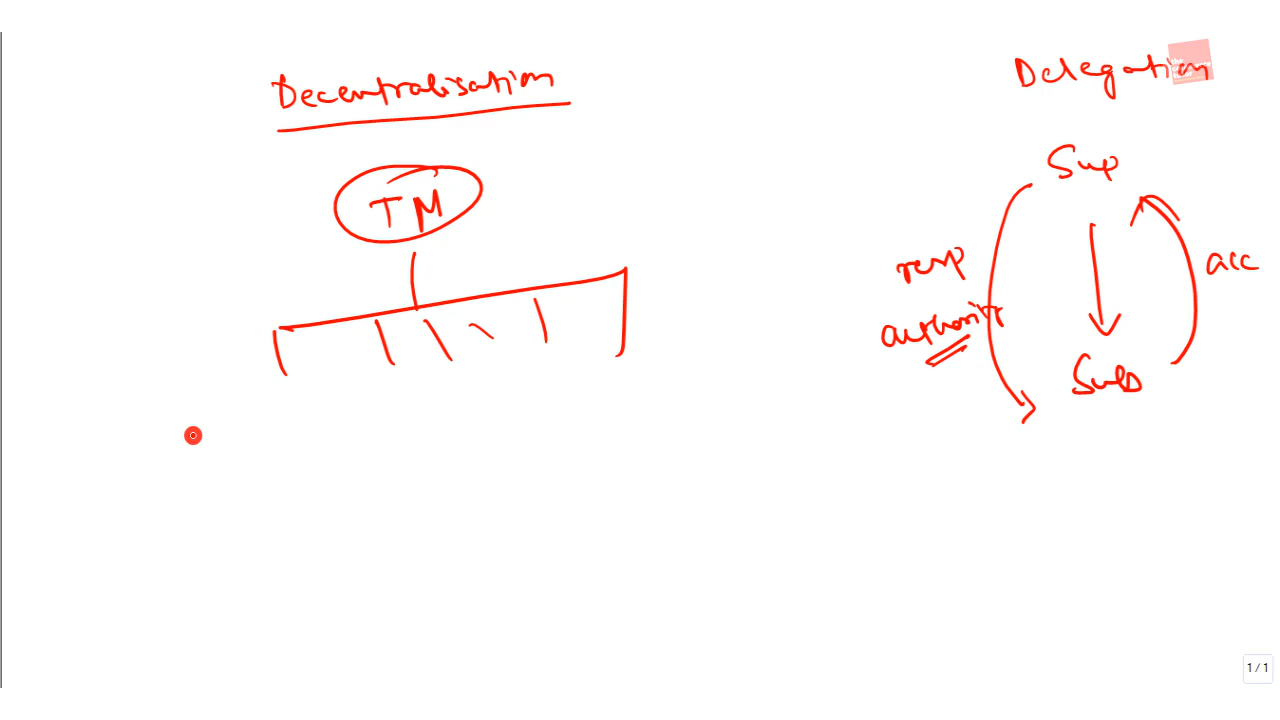 Decentralisation
TM
Delegation
Sup
resp
acc
authority
Sub
1 / 1